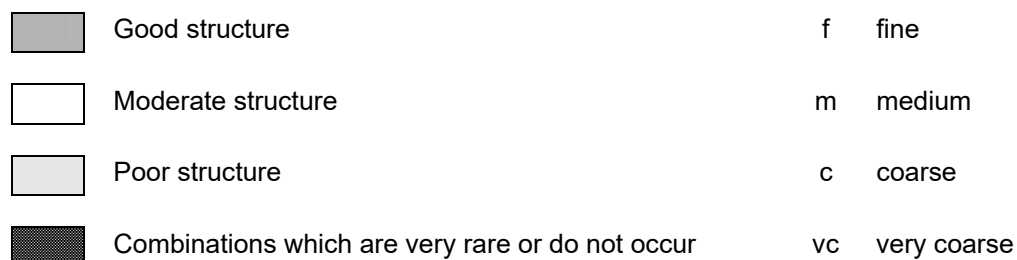 Good structure f fine
Moderate structure m medium
Poor structure c coarse
Combinations which are very rare or do not occur vc very coarse